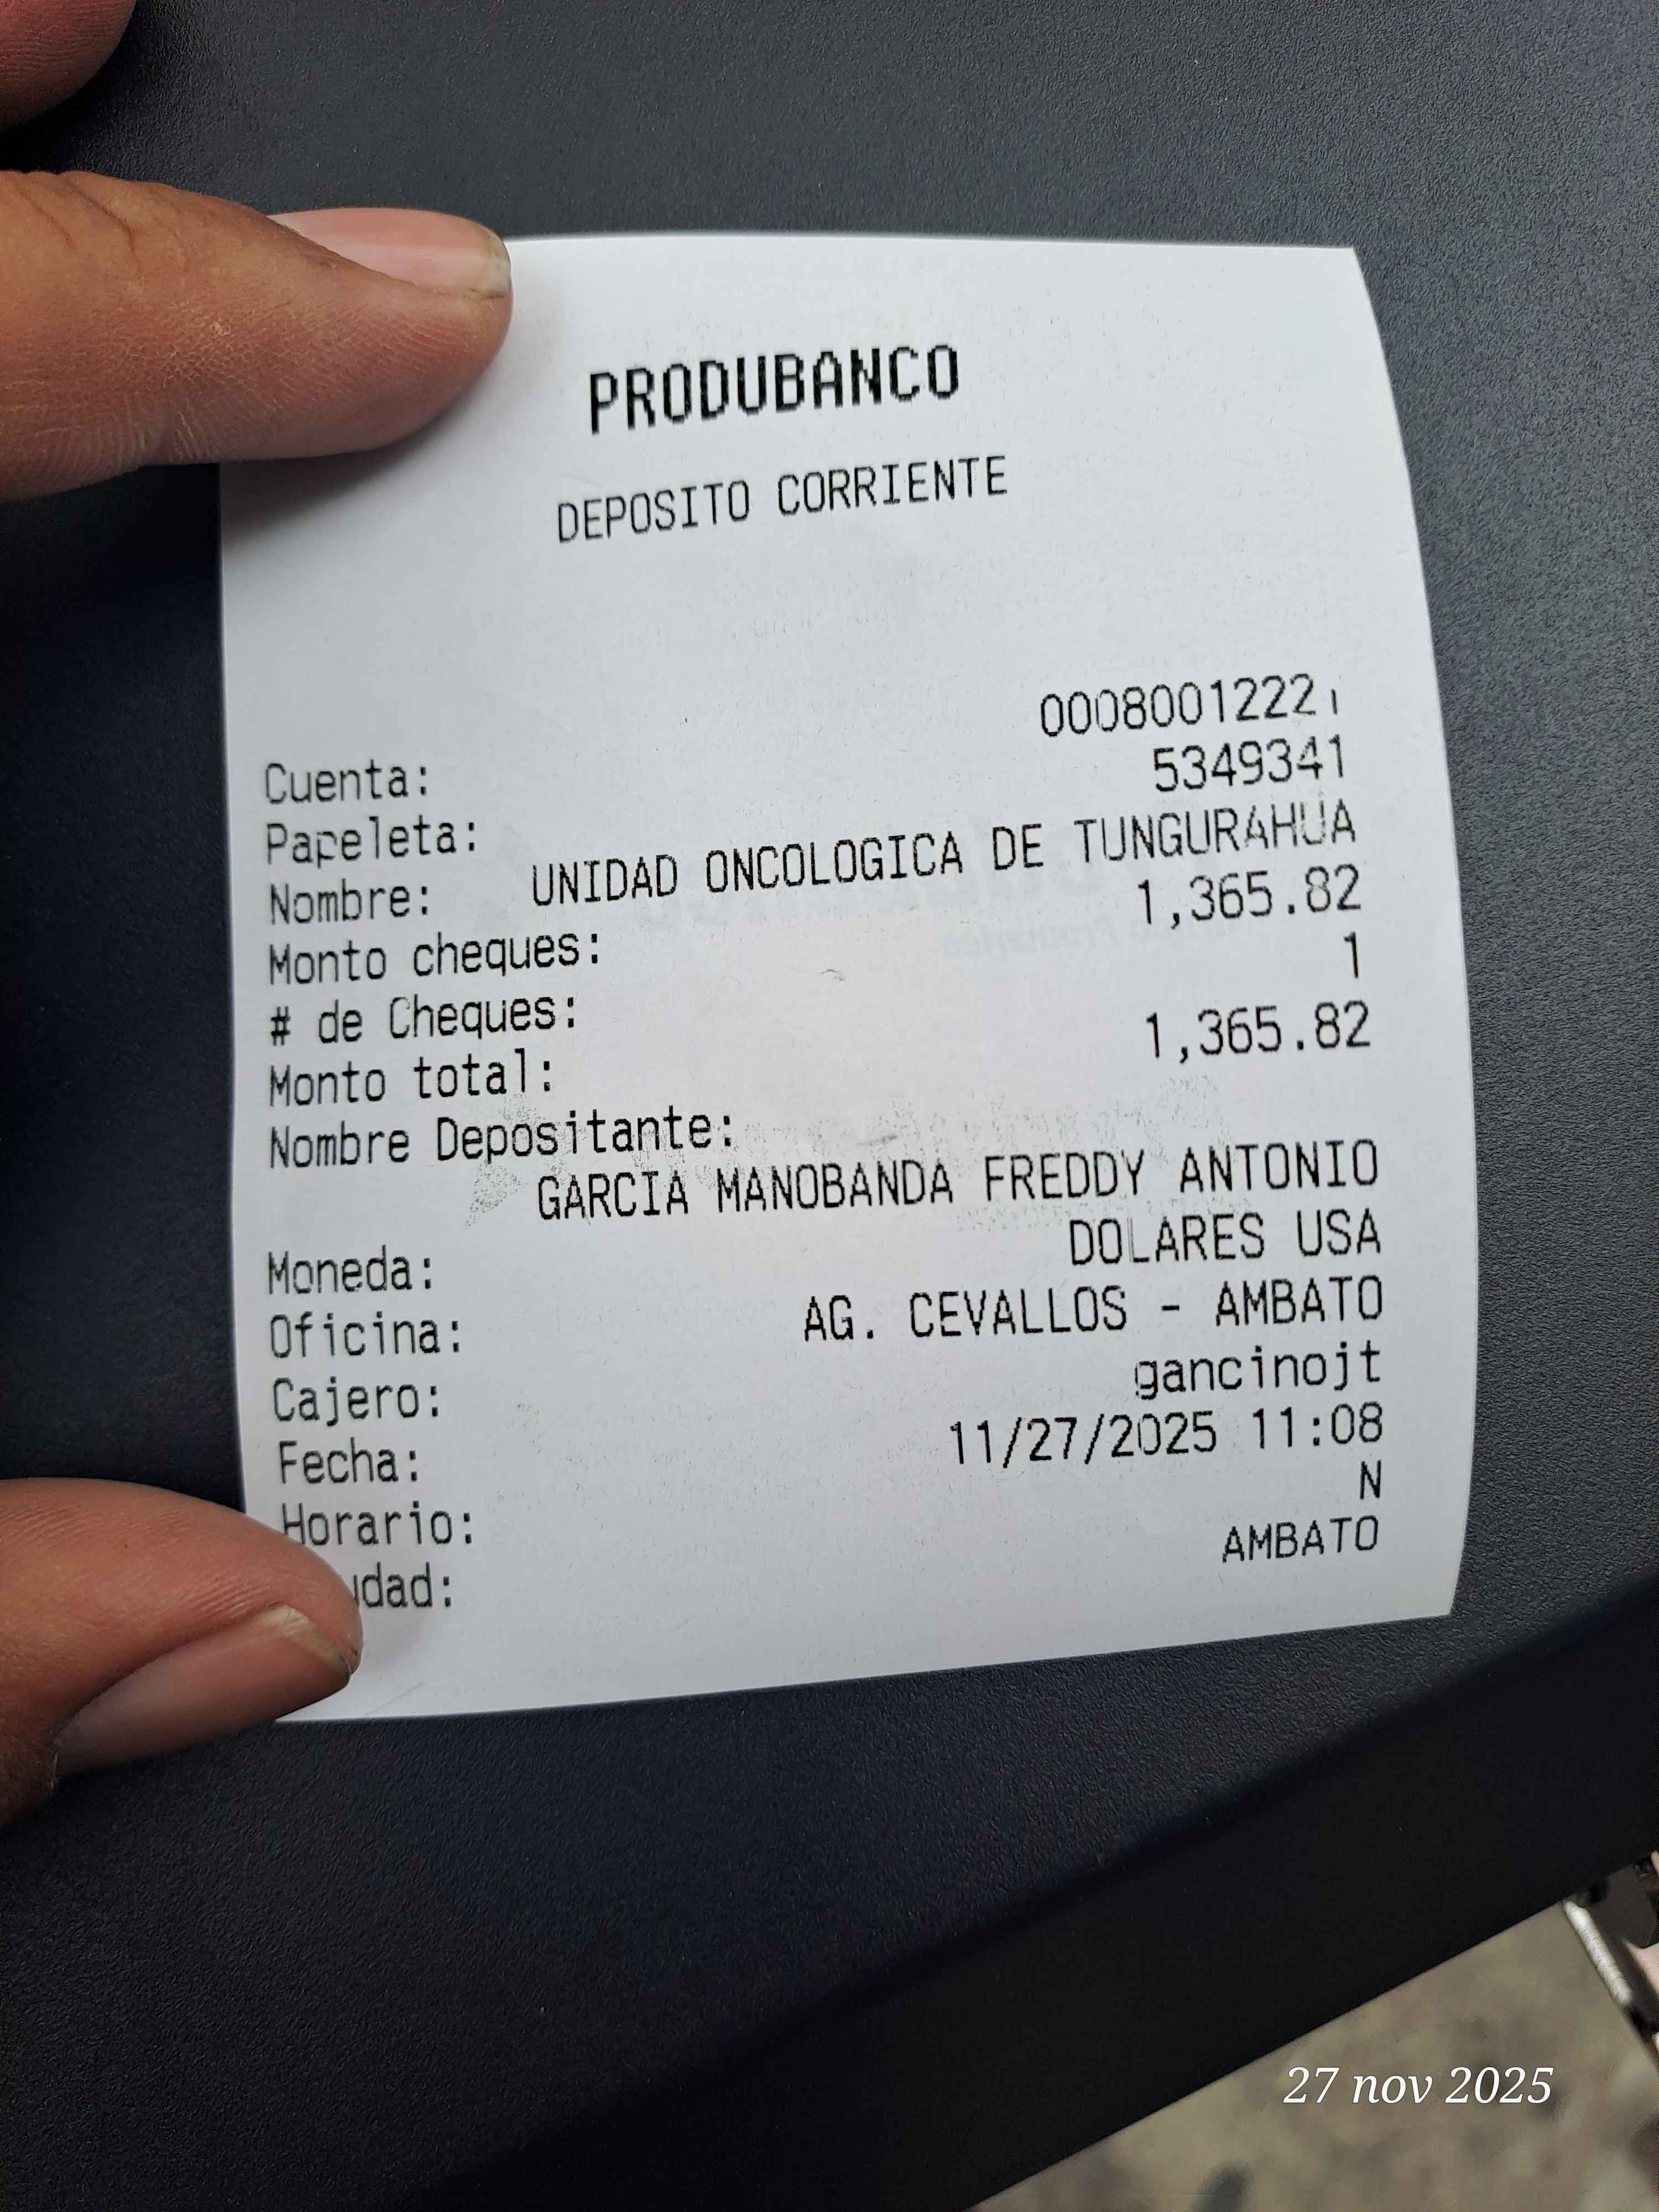 PRODUBANCO
DEPOSITO CORRIENTE
Cuenta:
Papeleta: 5349341
Nombre: UNIDAD ONCOLOGICA DE TUNGURAHUA
Monto cheques: 1,365.82
# de Cheques: 1
Monto total: 1,365.82
Nombre Depositante:
GARCIA MANOBANDA FREDDY ANTONIO
Moneda: DOLARES USA
Oficina: AG. CEVALLOS - AMBATO
Cajero: gancinojt
Fecha: 11/27/2025 11:08
Horario: N
AMBATO
27 nov 2025